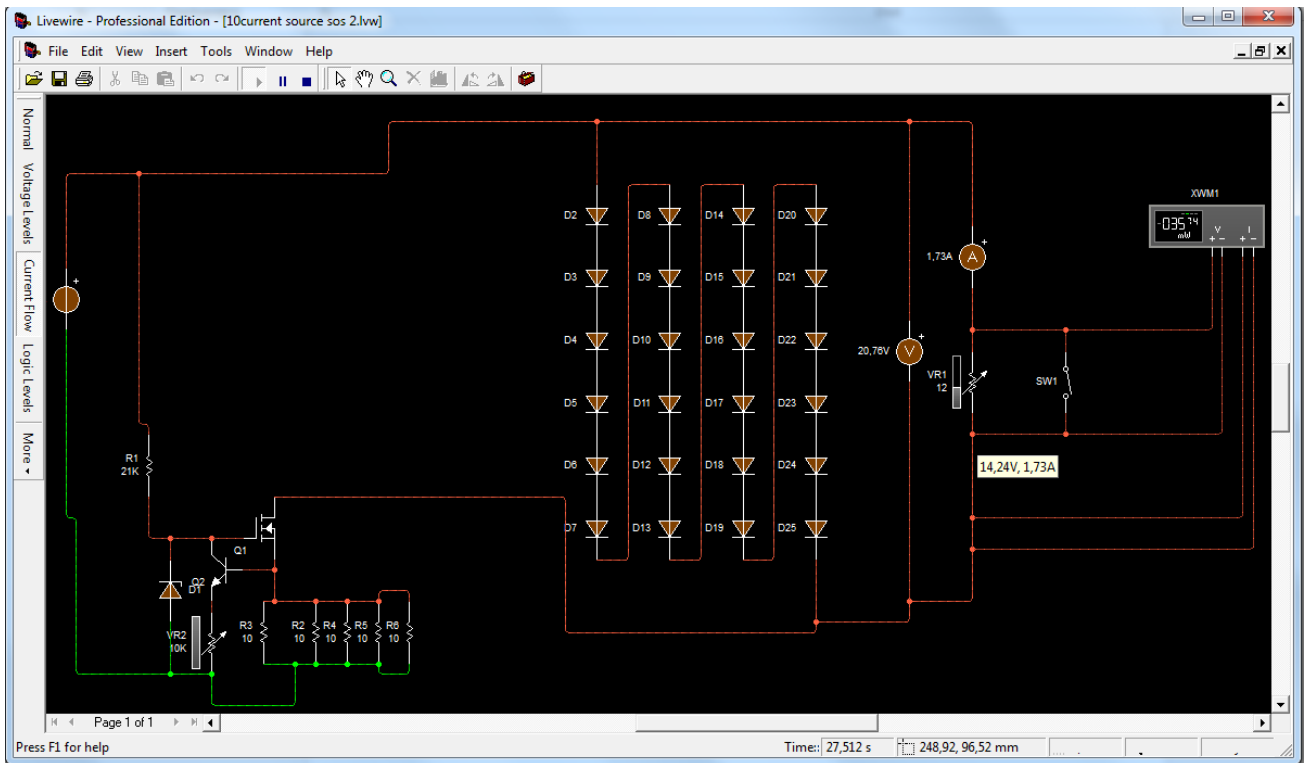 Livewire - Professional Edition - [10current source sos 2.lvw]
File Edit View Insert Tools Window Help
Normal
Voltage Levels
Current Flow
Logic Levels
More
XWM1
-035,74
mW
V I
+ - + -
D2 D8 D14 D20
+
1,73A A
D3 D9 D15 D21
+
D4 D10 D16 D22
+
20,76V V
VR1
12
SW1
D5 D11 D17 D23
R1
21K
D6 D12 D18 D24
14,24V, 1,73A
D7 D13 D19 D25
Q1
Q2
D1
VR2
10K
R3
10
R2
10
R4
10
R5
10
R6
10
Page 1 of 1
Press F1 for help
Time:: 27,512 s
248,92, 96,52 mm